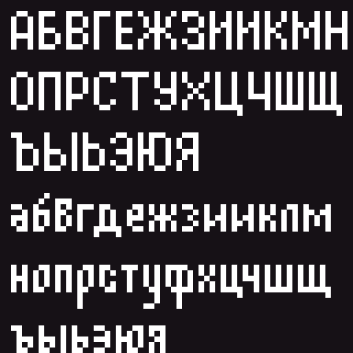 АБВГЕЖЗИИКМН
ОПРСТУХЦЧШЩ
ЪЫЬЭЮЯ
абвгдежзииклм
нопрстуфхцчшщ
ъыьэюя